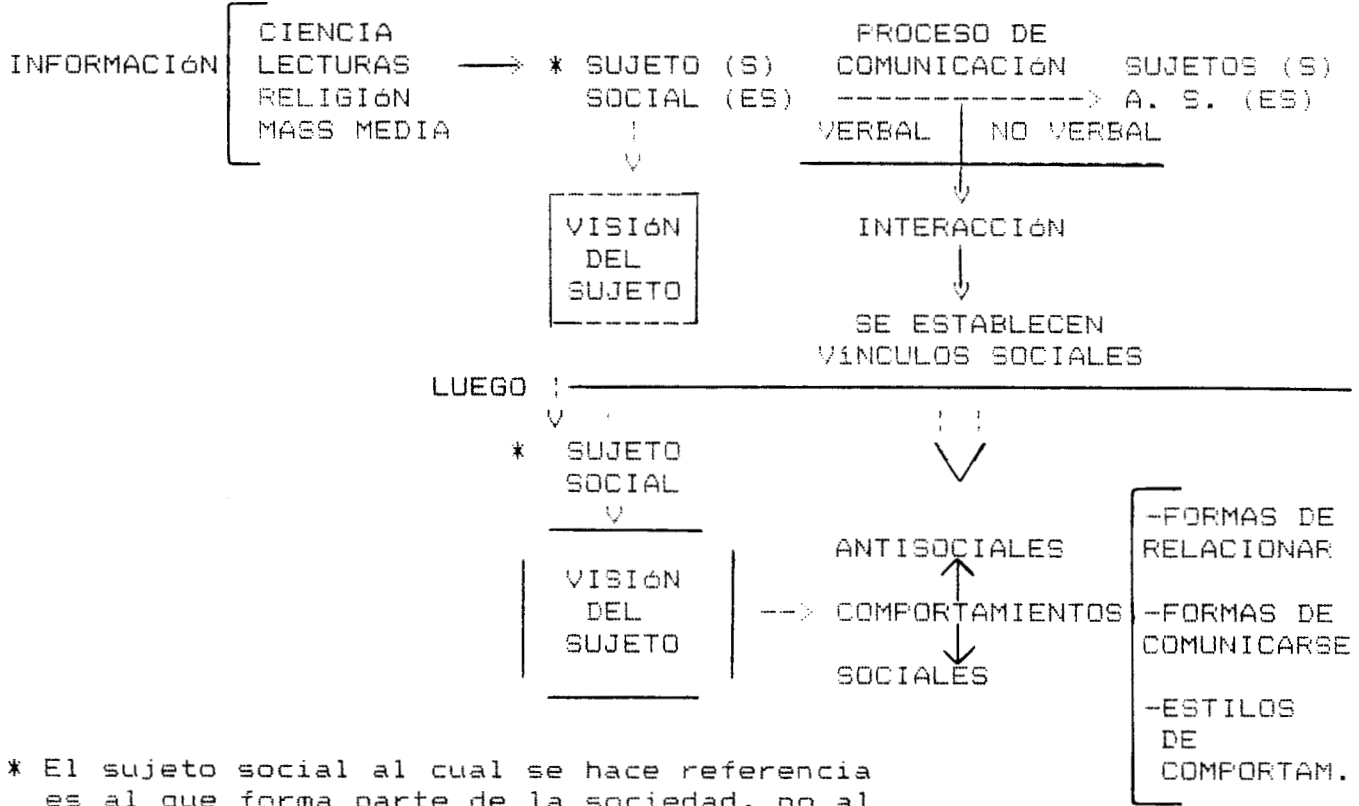 INFORMACIóN
CIENCIA
LECTURAS
RELIGIóN
MASS MEDIA
* SUJETO (S)
SOCIAL (ES)
PROCESO DE
COMUNICACIóN
VERBAL | NO VERBAL
SUJETOS (S)
A. S. (ES)
VISIóN
DEL
SUJETO
INTERACCIóN
SE ESTABLECEN
VíNCULOS SOCIALES
LUEGO
* SUJETO
SOCIAL
VISIóN
DEL
SUJETO
ANTISOCIALES
COMPORTAMIENTOS
SOCIALES
-FORMAS DE
RELACIONAR
-FORMAS DE
COMUNICARSE
-ESTILOS
DE
COMPORTAM.
* El sujeto social al cual se hace referencia
es al que forma parte de la sociedad, no al